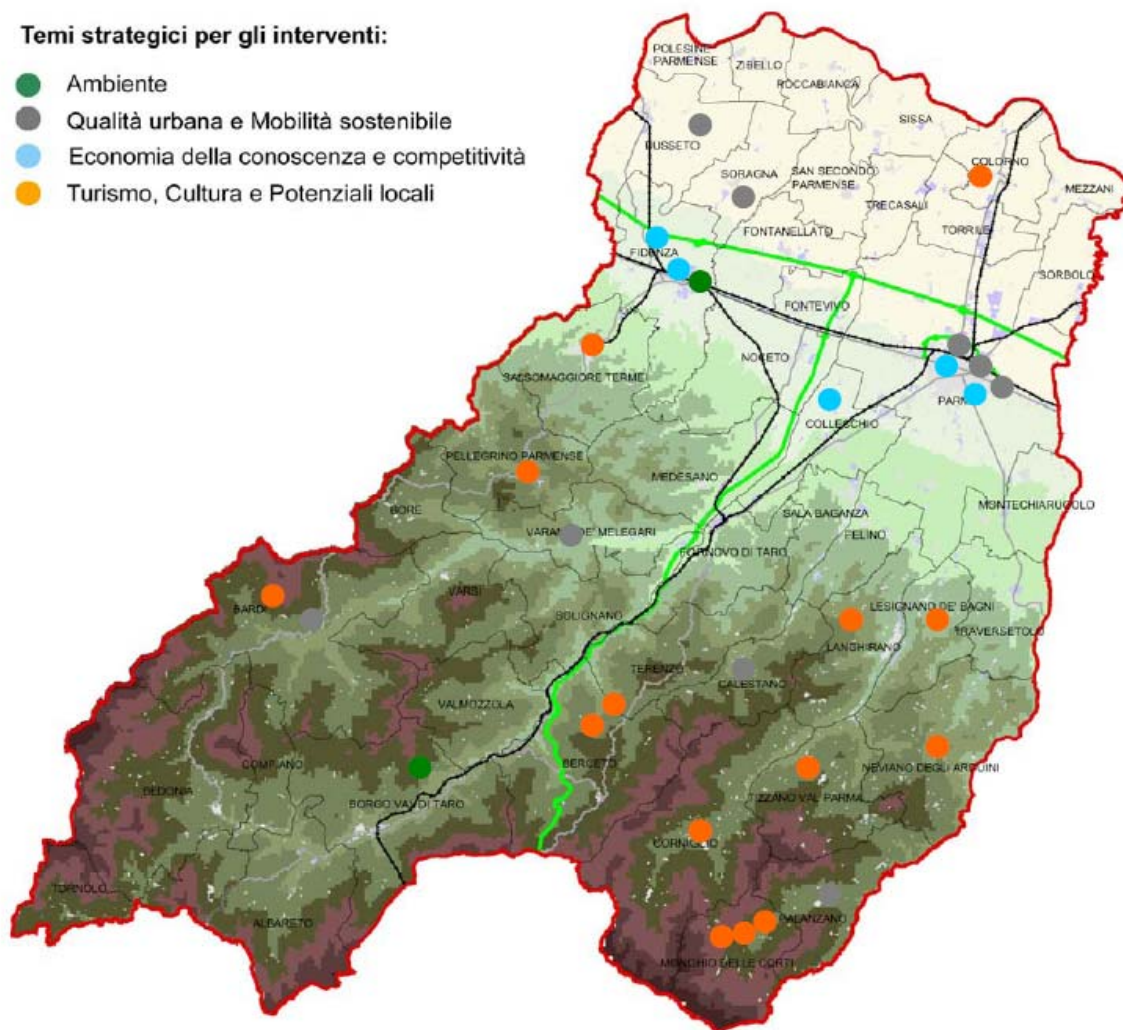 Temi strategici per gli interventi:
Ambiente
Qualità urbana e Mobilità sostenibile
Economia della conoscenza e competitività
Turismo, Cultura e Potenziali locali
POLESINE
PARMENSE
ZIBELLO
ROCCABIANCA
SISSA
BUSSETO
COLORNO
SORAGNA
SAN SECONDO
PARMENSE
MEZZANI
TRECASALI
FONTANELLATO
TORRILE
FIDENZA
SORBOLO
FONTEVIVO
NOCETO
SALSOMAGGIORE TERME
PARMA
COLLECCHIO
PELLEGRINO PARMENSE
MEDESANO
MONTECHIARUGOLO
BORE
SALA BAGANZA
VARANO DE' MELEGARI
FELINO
FORNOVO DI TARO
VARSI
BARDI
LESIGNANO DE' BAGNI
SOLIGNANO
TRAVERSETOLO
LANGHIRANO
TERENZO
CALESTANO
VALMOZZOLA
COMPIANO
BERCETO
NEVIANO DEGLI ARDUINI
BEDONIA
BORGO VAL DI TARO
TIZZANO VAL PARMA
CORNIGLIO
TORNOLO
ALBARETO
PALANZANO
MONCHIO DELLE CORTI